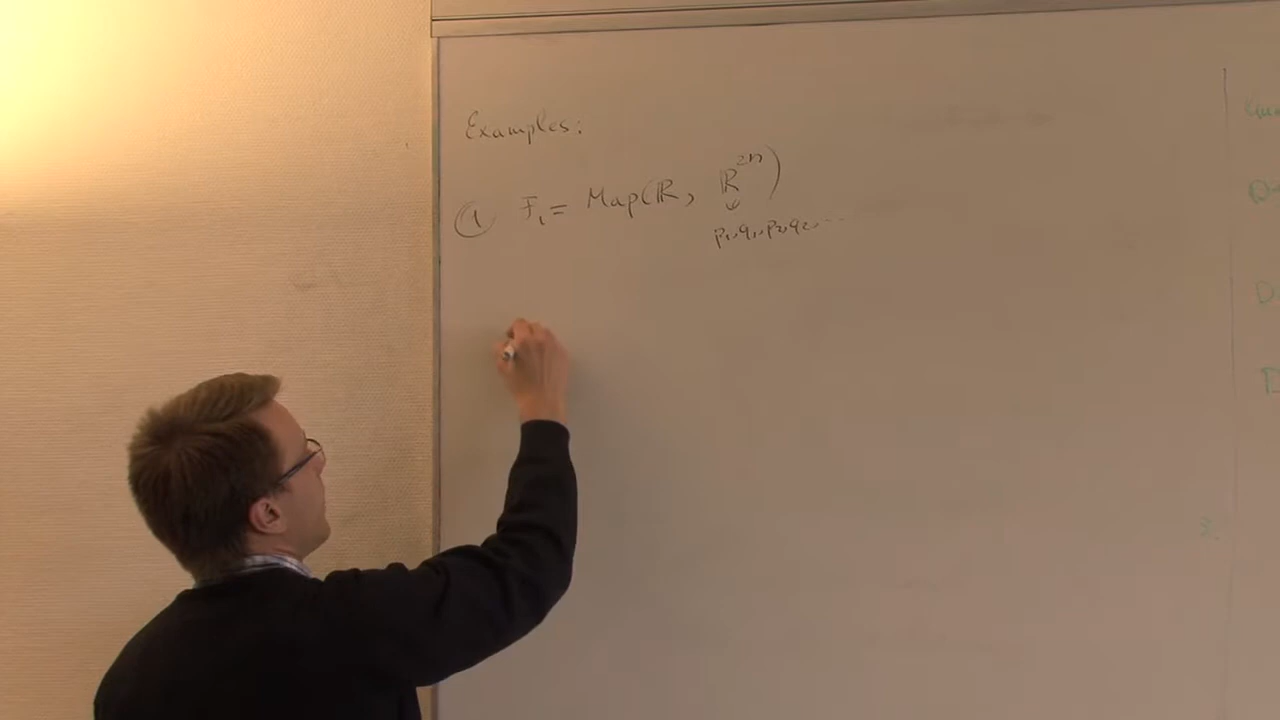 Examples:
① F₁ = Map(ℝ, ℝ²ⁿ)
p₁, q₁, p₂, q₂, ...